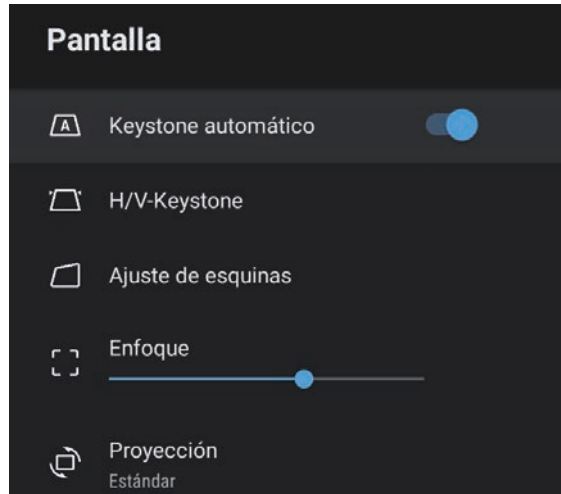 Pantalla
A
Keystone automático
H/V-Keystone
Ajuste de esquinas
Enfoque
Proyección
Estándar